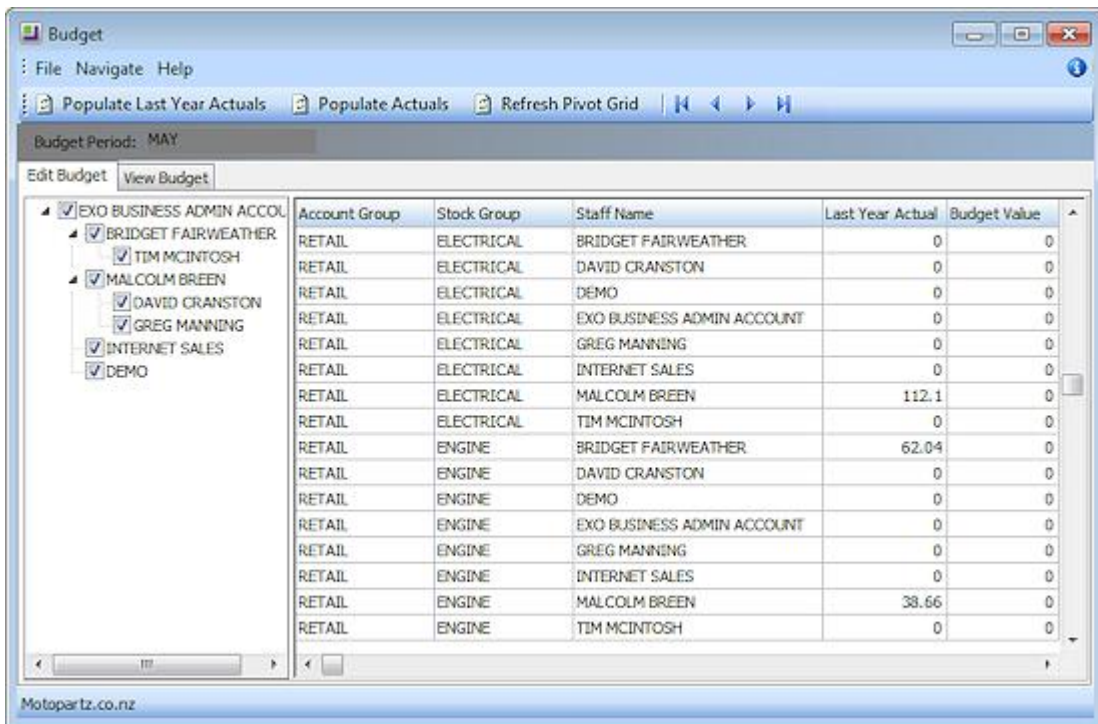 Budget
File Navigate Help
Populate Last Year Actuals Populate Actuals Refresh Pivot Grid
Budget Period: MAY
Edit Budget View Budget
EXO BUSINESS ADMIN ACCOU
BRIDGET FAIRWEATHER
TIM MCINTOSH
MALCOLM BREEN
DAVID CRANSTON
GREG MANNING
INTERNET SALES
DEMO
Account Group Stock Group Staff Name Last Year Actual Budget Value
RETAIL ELECTRICAL BRIDGET FAIRWEATHER 0 0
RETAIL ELECTRICAL DAVID CRANSTON 0 0
RETAIL ELECTRICAL DEMO 0 0
RETAIL ELECTRICAL EXO BUSINESS ADMIN ACCOUNT 0 0
RETAIL ELECTRICAL GREG MANNING 0 0
RETAIL ELECTRICAL INTERNET SALES 0 0
RETAIL ELECTRICAL MALCOLM BREEN 112.1 0
RETAIL ELECTRICAL TIM MCINTOSH 0 0
RETAIL ENGINE BRIDGET FAIRWEATHER 62.04 0
RETAIL ENGINE DAVID CRANSTON 0 0
RETAIL ENGINE DEMO 0 0
RETAIL ENGINE EXO BUSINESS ADMIN ACCOUNT 0 0
RETAIL ENGINE GREG MANNING 0 0
RETAIL ENGINE INTERNET SALES 0 0
RETAIL ENGINE MALCOLM BREEN 38.66 0
RETAIL ENGINE TIM MCINTOSH 0 0
Motopartz.co.nz